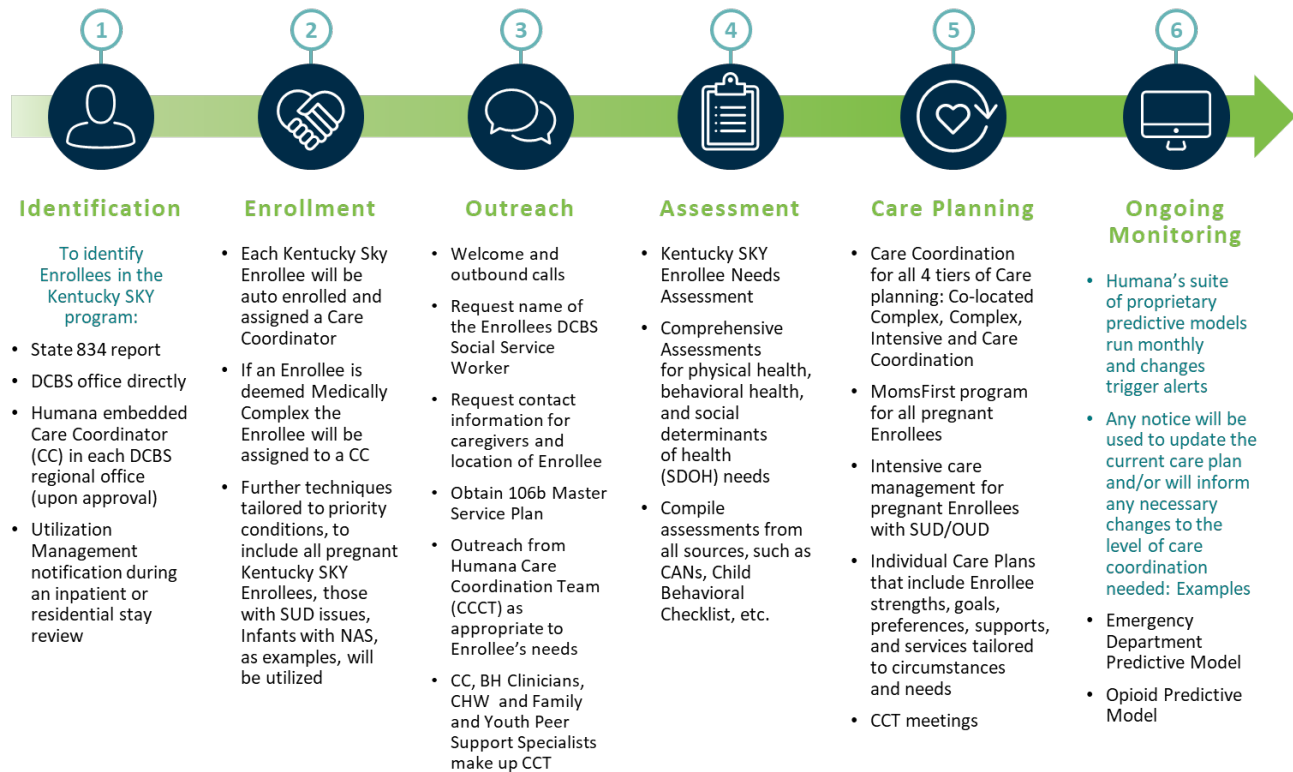 1
2
3
4
5
6
Identification
To identify
Enrollees in the
Kentucky SKY
program:
• State 834 report
• DCBS office directly
• Humana embedded
Care Coordinator
(CC) in each DCBS
regional office
(upon approval)
• Utilization
Management
notification during
an inpatient or
residential stay
review
Enrollment
• Each Kentucky Sky
Enrollee will be
auto enrolled and
assigned a Care
Coordinator
• If an Enrollee is
deemed Medically
Complex the
Enrollee will be
assigned to a CC
• Further techniques
tailored to priority
conditions, to
include all pregnant
Kentucky SKY
Enrollees, those
with SUD issues,
Infants with NAS,
as examples, will
be utilized
Outreach
• Welcome and
outbound calls
• Request name of
the Enrollees DCBS
Social Service
Worker
• Request contact
information for
caregivers and
location of Enrollee
• Obtain 106b Master
Service Plan
• Outreach from
Humana Care
Coordination Team
(CCCT) as
appropriate to
Enrollee’s needs
• CC, BH Clinicians,
CHW and Family
and Youth Peer
Support Specialists
make up CCT
Assessment
• Kentucky SKY
Enrollee Needs
Assessment
• Comprehensive
Assessments
for physical health,
behavioral health,
and social
determinants
of health
(SDOH) needs
• Compile
assessments from
all sources, such as
CANs, Child
Behavioral
Checklist, etc.
Care Planning
• Care Coordination
for all 4 tiers of Care
planning: Co-located
Complex, Complex,
Intensive and Care
Coordination
• MomsFirst program
for all pregnant
Enrollees
• Intensive care
management for
pregnant Enrollees
with SUD/OUD
• Individual Care Plans
that include Enrollee
strengths, goals,
preferences, supports,
and services tailored
to circumstances
and needs
• CCT meetings
Ongoing
Monitoring
• Humana’s suite
of proprietary
predictive models
run monthly
and changes
trigger alerts
• Any notice will be
used to update the
current care plan
and/or will inform
any necessary
changes to the
level of care
coordination
needed: Examples
• Emergency
Department
Predictive Model
• Opioid Predictive
Model